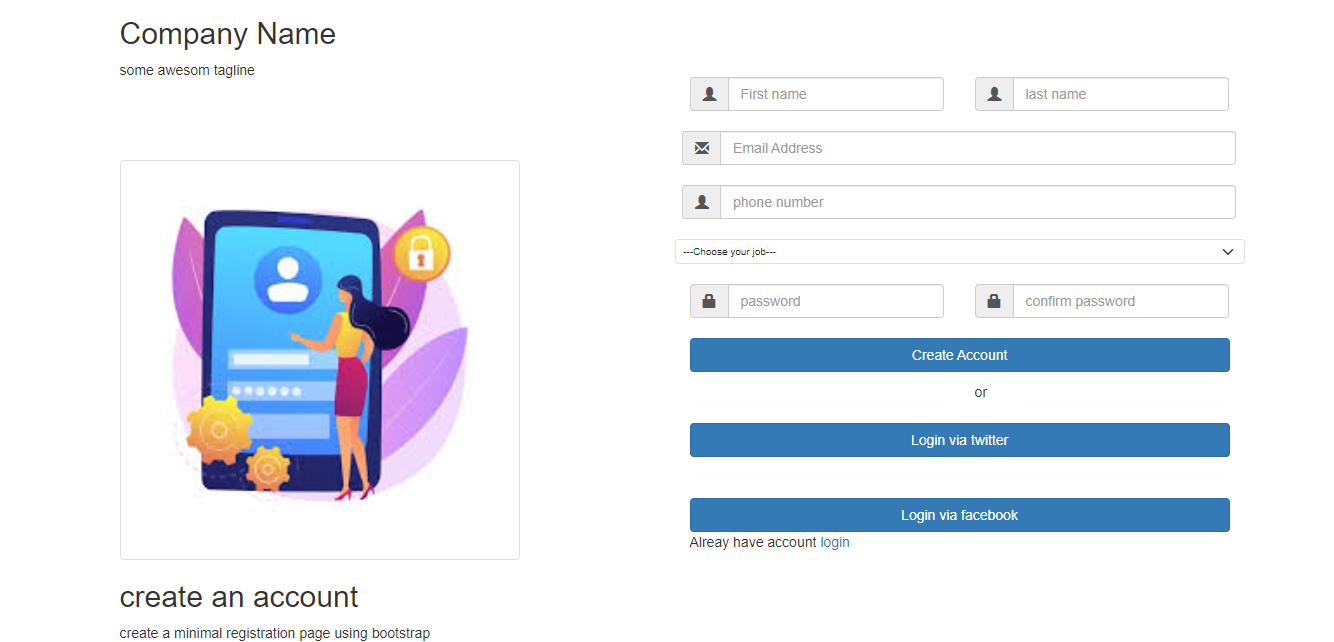 Company Name
some awesom tagline
First name
last name
Email Address
phone number
---Choose your job---
password
confirm password
Create Account
or
Login via twitter
Login via facebook
Alreay have account login
create an account
create a minimal registration page using bootstrap